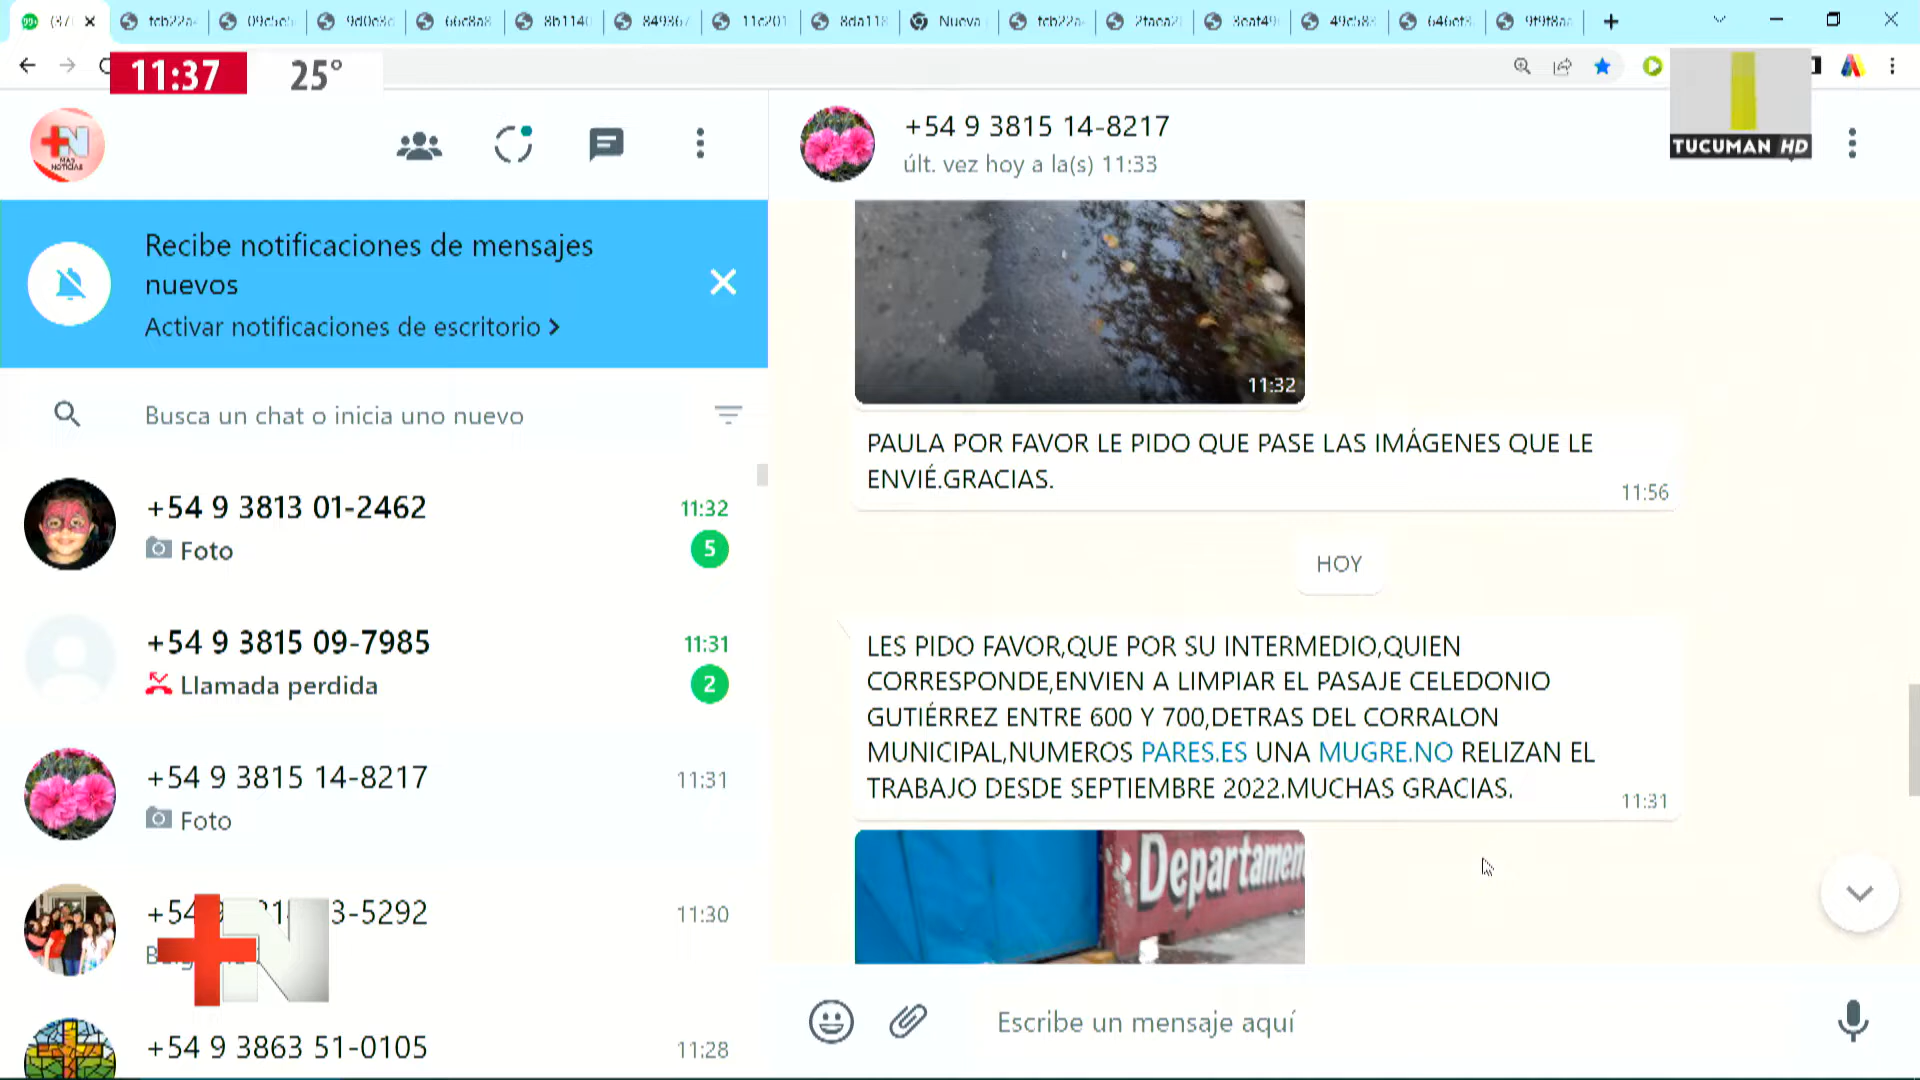 (37
fcb22a
Nueva
fcb22a
11:37
25°
TUCUMAN HD
MAS
NOTICIAS
+54 9 3815 14-8217
últ. vez hoy a la(s) 11:33
Recibe notificaciones de mensajes
nuevos
Activar notificaciones de escritorio >
Busca un chat o inicia uno nuevo
+54 9 3813 01-2462
11:32
Foto
5
+54 9 3815 09-7985
11:31
Llamada perdida
2
+54 9 3815 14-8217
11:31
Foto
3-5292
11:30
+N
+54 9 3863 51-0105
11:28
11:32
PAULA POR FAVOR LE PIDO QUE PASE LAS IMÁGENES QUE LE
ENVIÉ.GRACIAS.
11:56
HOY
LES PIDO FAVOR,QUE POR SU INTERMEDIO,QUIEN
CORRESPONDE,ENVIEN A LIMPIAR EL PASAJE CELEDONIO
GUTIÉRREZ ENTRE 600 Y 700,DETRAS DEL CORRALON
MUNICIPAL,NUMEROS PARES.ES UNA MUGRE.NO RELIZAN EL
TRABAJO DESDE SEPTIEMBRE 2022.MUCHAS GRACIAS.
11:31
Departamen
Escribe un mensaje aquí